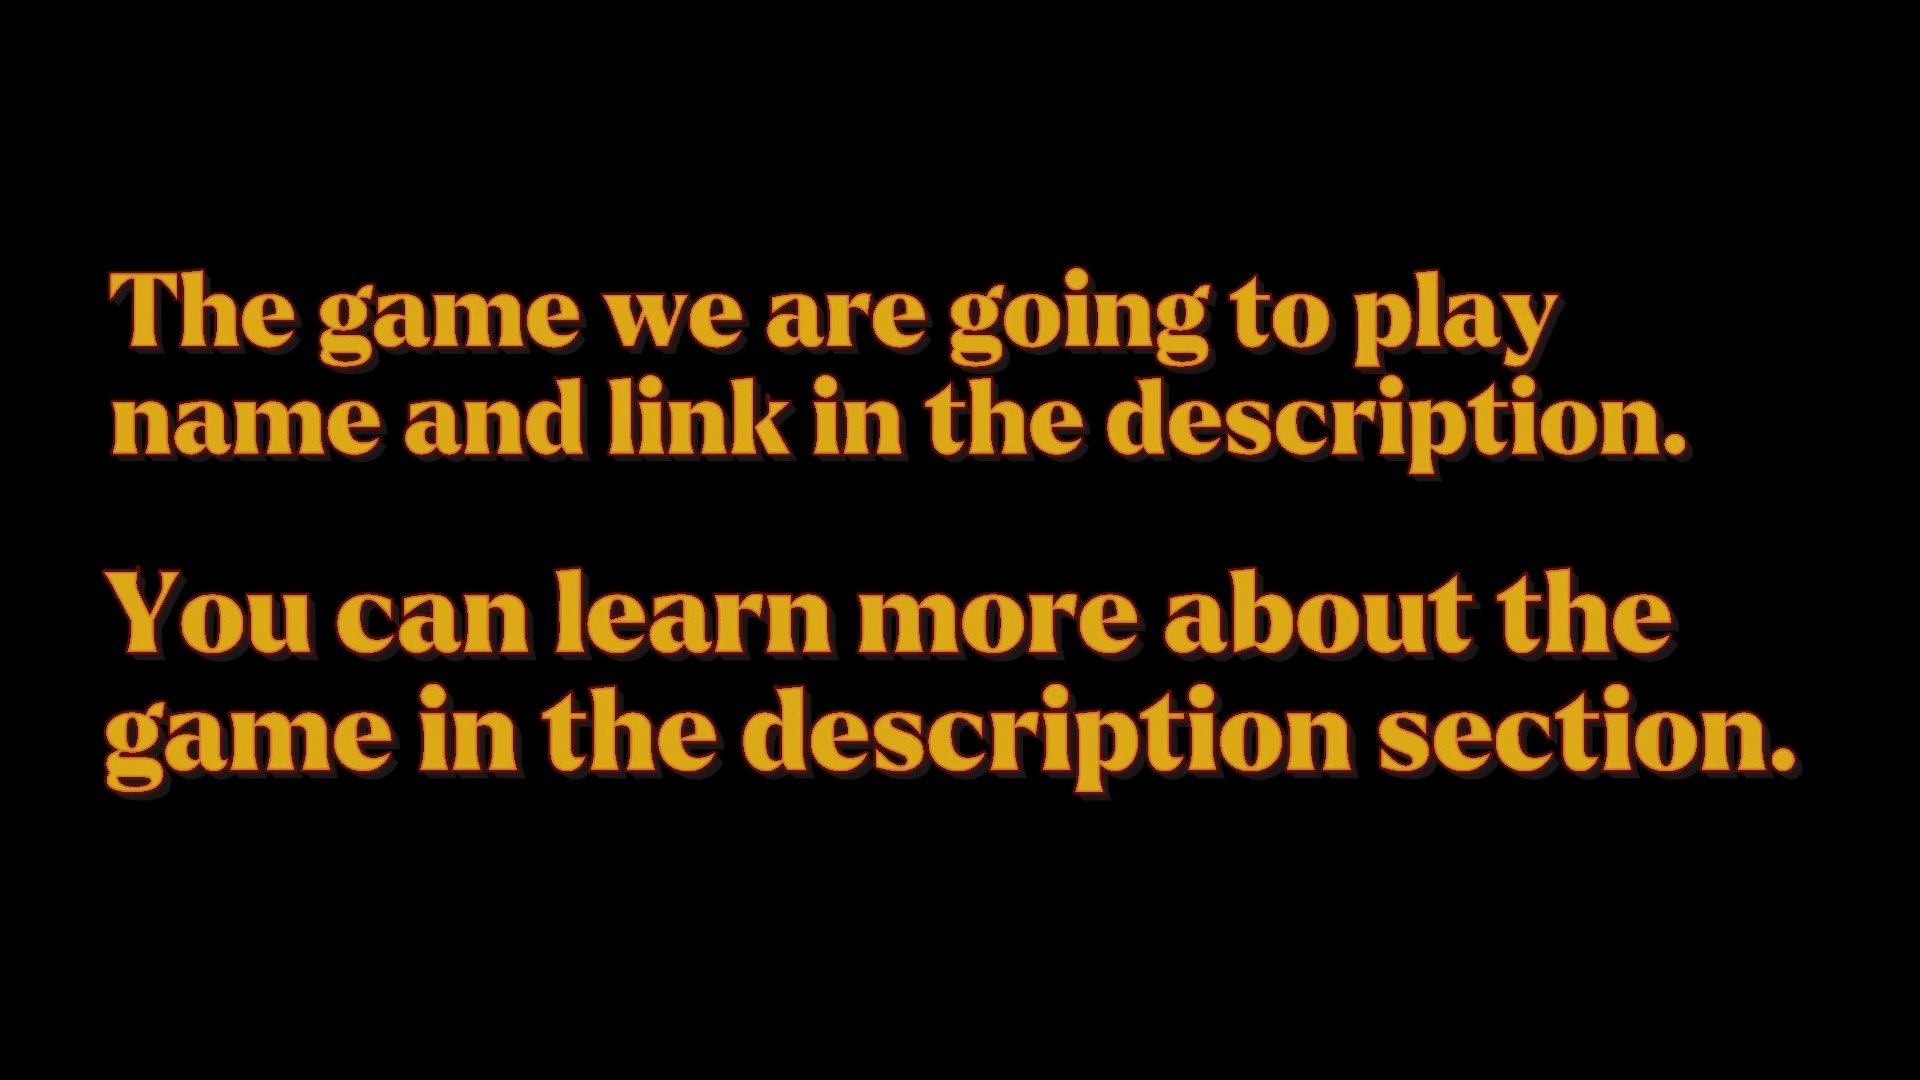 The game we are going to play
name and link in the description.
You can learn more about the
game in the description section.